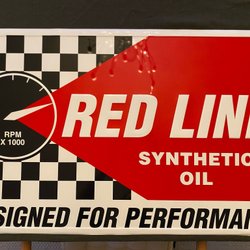 RPM
X 1000
RED LIN
SYNTHETIC
OIL
SIGNED FOR PERFORMA